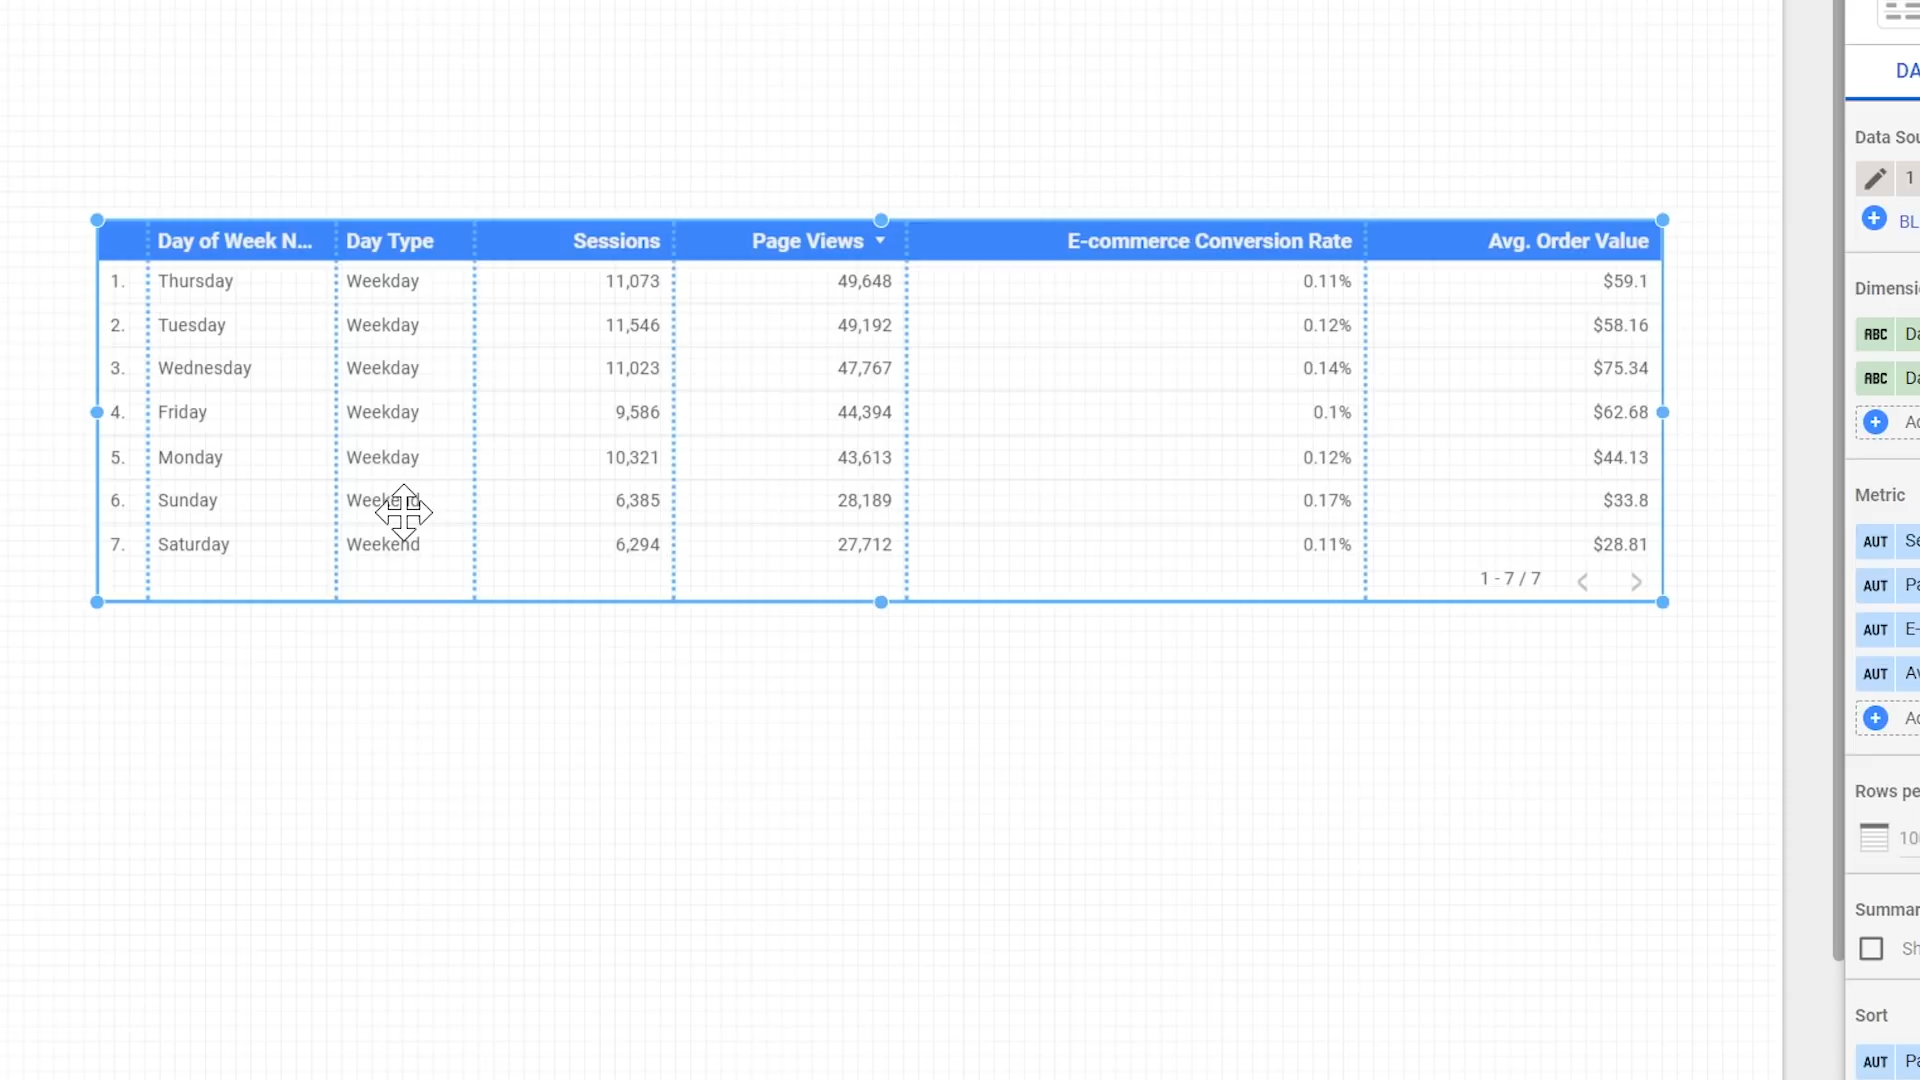 DA
Data Sou
1
BL
Day of Week N... Day Type Sessions Page Views E-commerce Conversion Rate Avg. Order Value
1. Thursday Weekday 11,073 49,648 0.11% $59.1
2. Tuesday Weekday 11,546 49,192 0.12% $58.16
3. Wednesday Weekday 11,023 47,767 0.14% $75.34
4. Friday Weekday 9,586 44,394 0.1% $62.68
5. Monday Weekday 10,321 43,613 0.12% $44.13
6. Sunday Weekend 6,385 28,189 0.17% $33.8
7. Saturday Weekend 6,294 27,712 0.11% $28.81
1 - 7 / 7
Dimensi
ABC Da
ABC Da
Ad
Metric
AUT Se
AUT Pa
AUT E-
AUT Av
Ad
Rows pe
10
Summar
Sh
Sort
AUT Pa